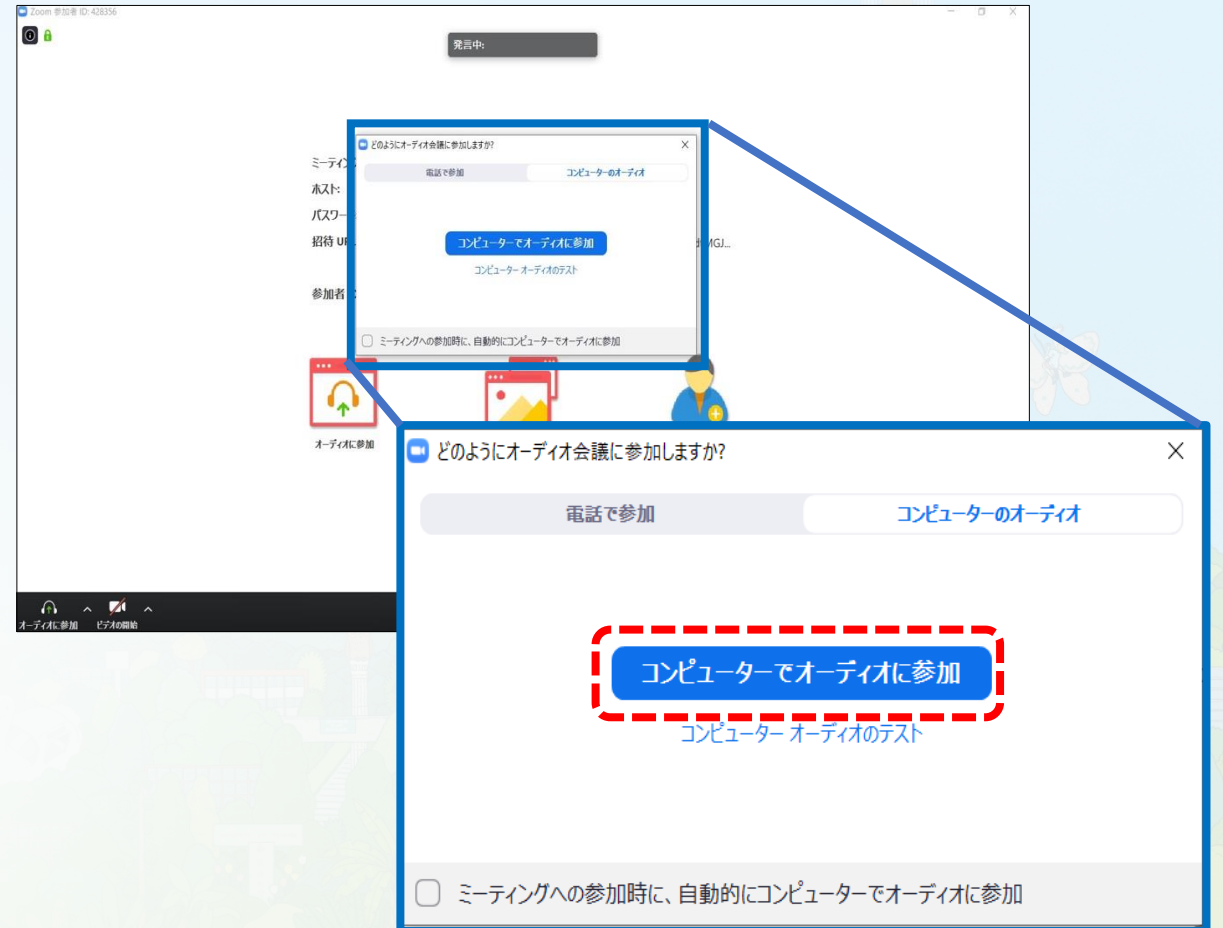 Zoom 参加者 ID: 428356
発言中:
どのようにオーディオ会議に参加しますか?
電話で参加
コンピューターのオーディオ
ミーティン
ホスト:
パスワー
招待 UR
MGJ...
コンピューターでオーディオに参加
コンピューター オーディオのテスト
参加者
ミーティングへの参加時に、自動的にコンピューターでオーディオに参加
オーディオに参加
どのようにオーディオ会議に参加しますか?
電話で参加
コンピューターのオーディオ
コンピューターでオーディオに参加
コンピューター オーディオのテスト
ミーティングへの参加時に、自動的にコンピューターでオーディオに参加
オーディオに参加
ビデオの開始